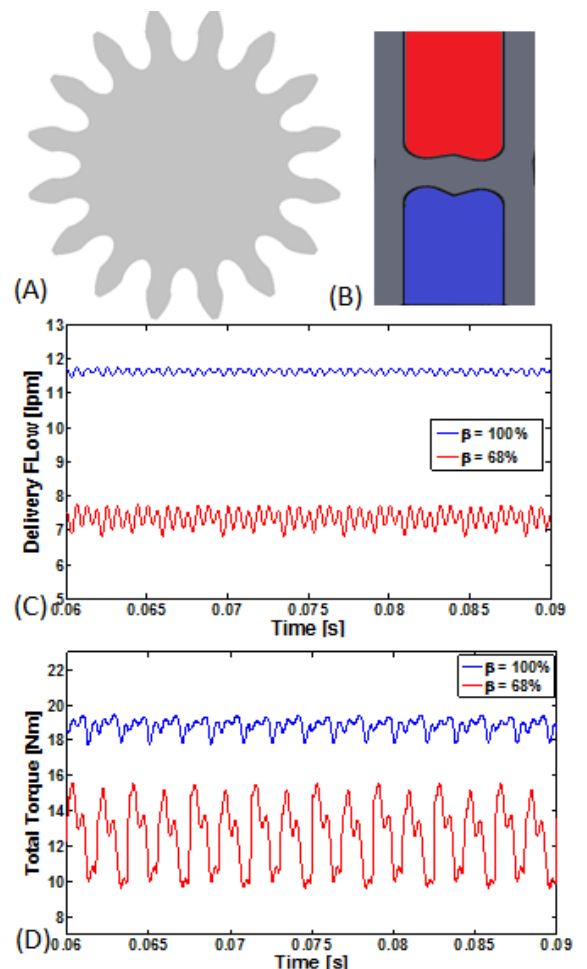 (A)
(B)
13
12
11
10
9
8
7
6
5
Delivery FLow [lpm]
β = 100%
β = 68%
0.06 0.065 0.07 0.075 0.08 0.085 0.09
(C)
Time [s]
22
20
18
16
14
12
10
8
Total Torque [Nm]
β = 100%
β = 68%
0.06 0.065 0.07 0.075 0.08 0.085 0.09
(D)
Time [s]